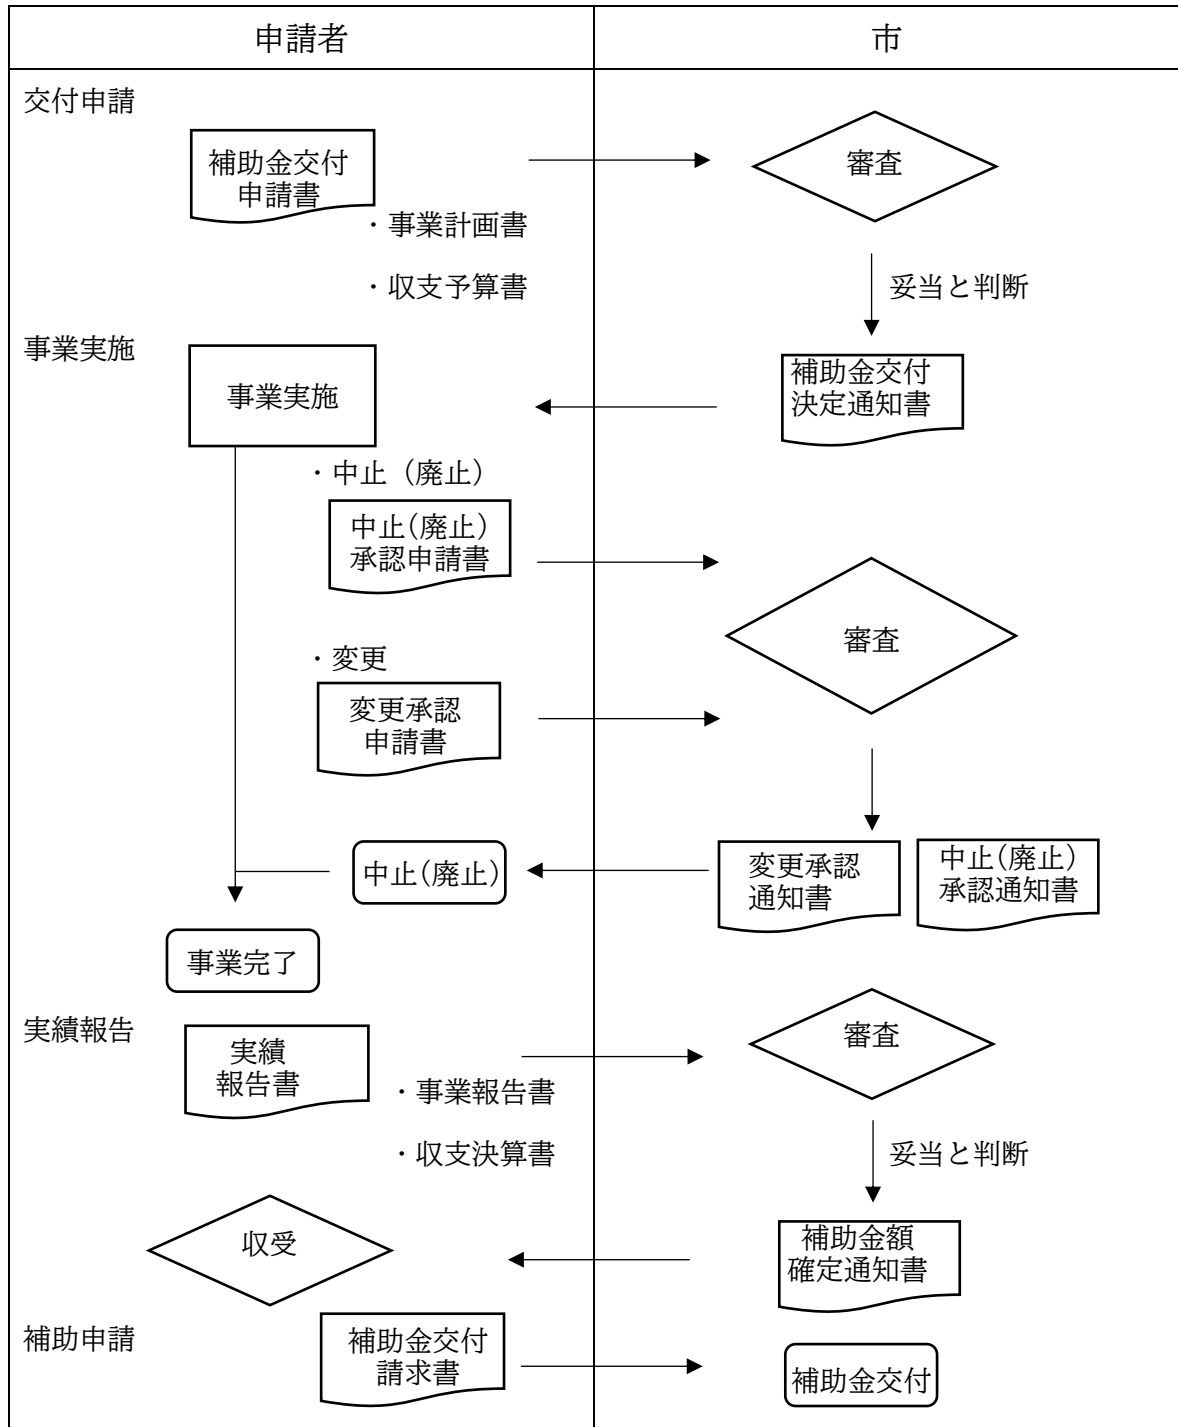 申請者
市
交付申請
補助金交付
申請書
・事業計画書
・収支予算書
審査
妥当と判断
事業実施
事業実施
補助金交付
決定通知書
・中止（廃止）
中止(廃止)
承認申請書
審査
・変更
変更承認
申請書
中止(廃止)
変更承認
通知書
中止(廃止)
承認通知書
事業完了
実績報告
実績
報告書
・事業報告書
・収支決算書
審査
妥当と判断
収受
補助金額
確定通知書
補助申請
補助金交付
請求書
補助金交付